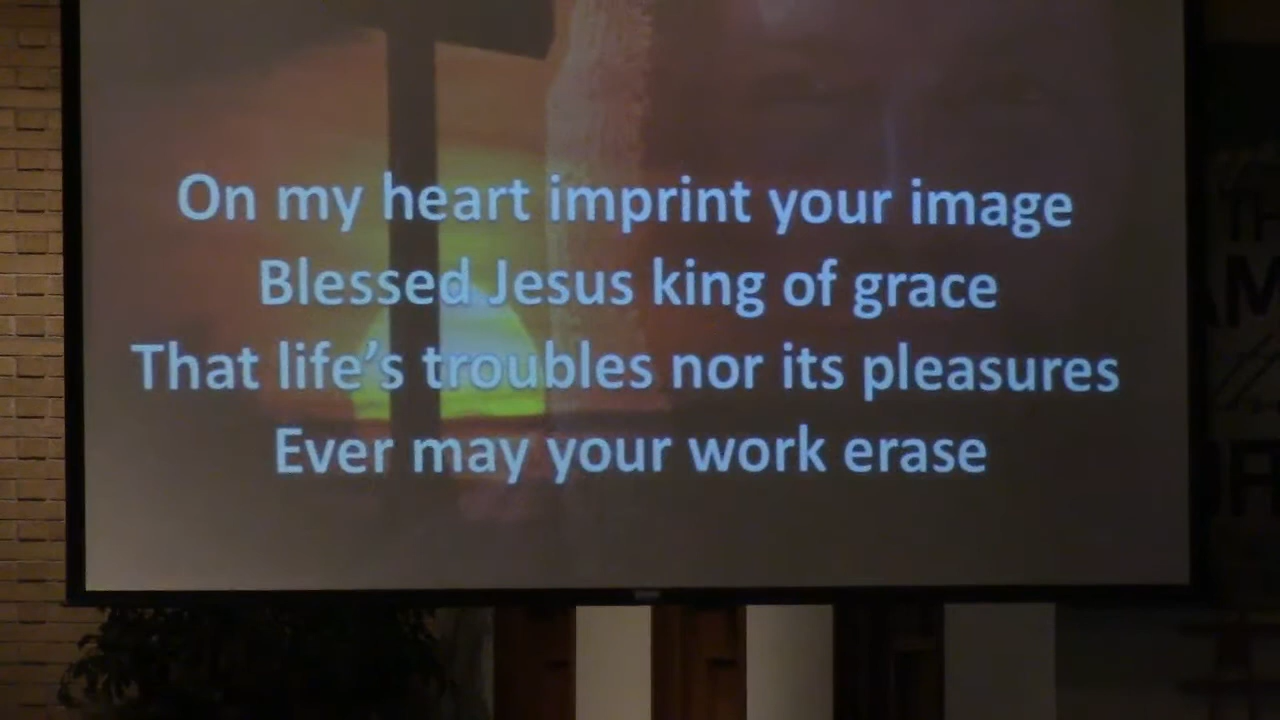 On my heart imprint your image
Blessed Jesus king of grace
That life’s troubles nor its pleasures
Ever may your work erase